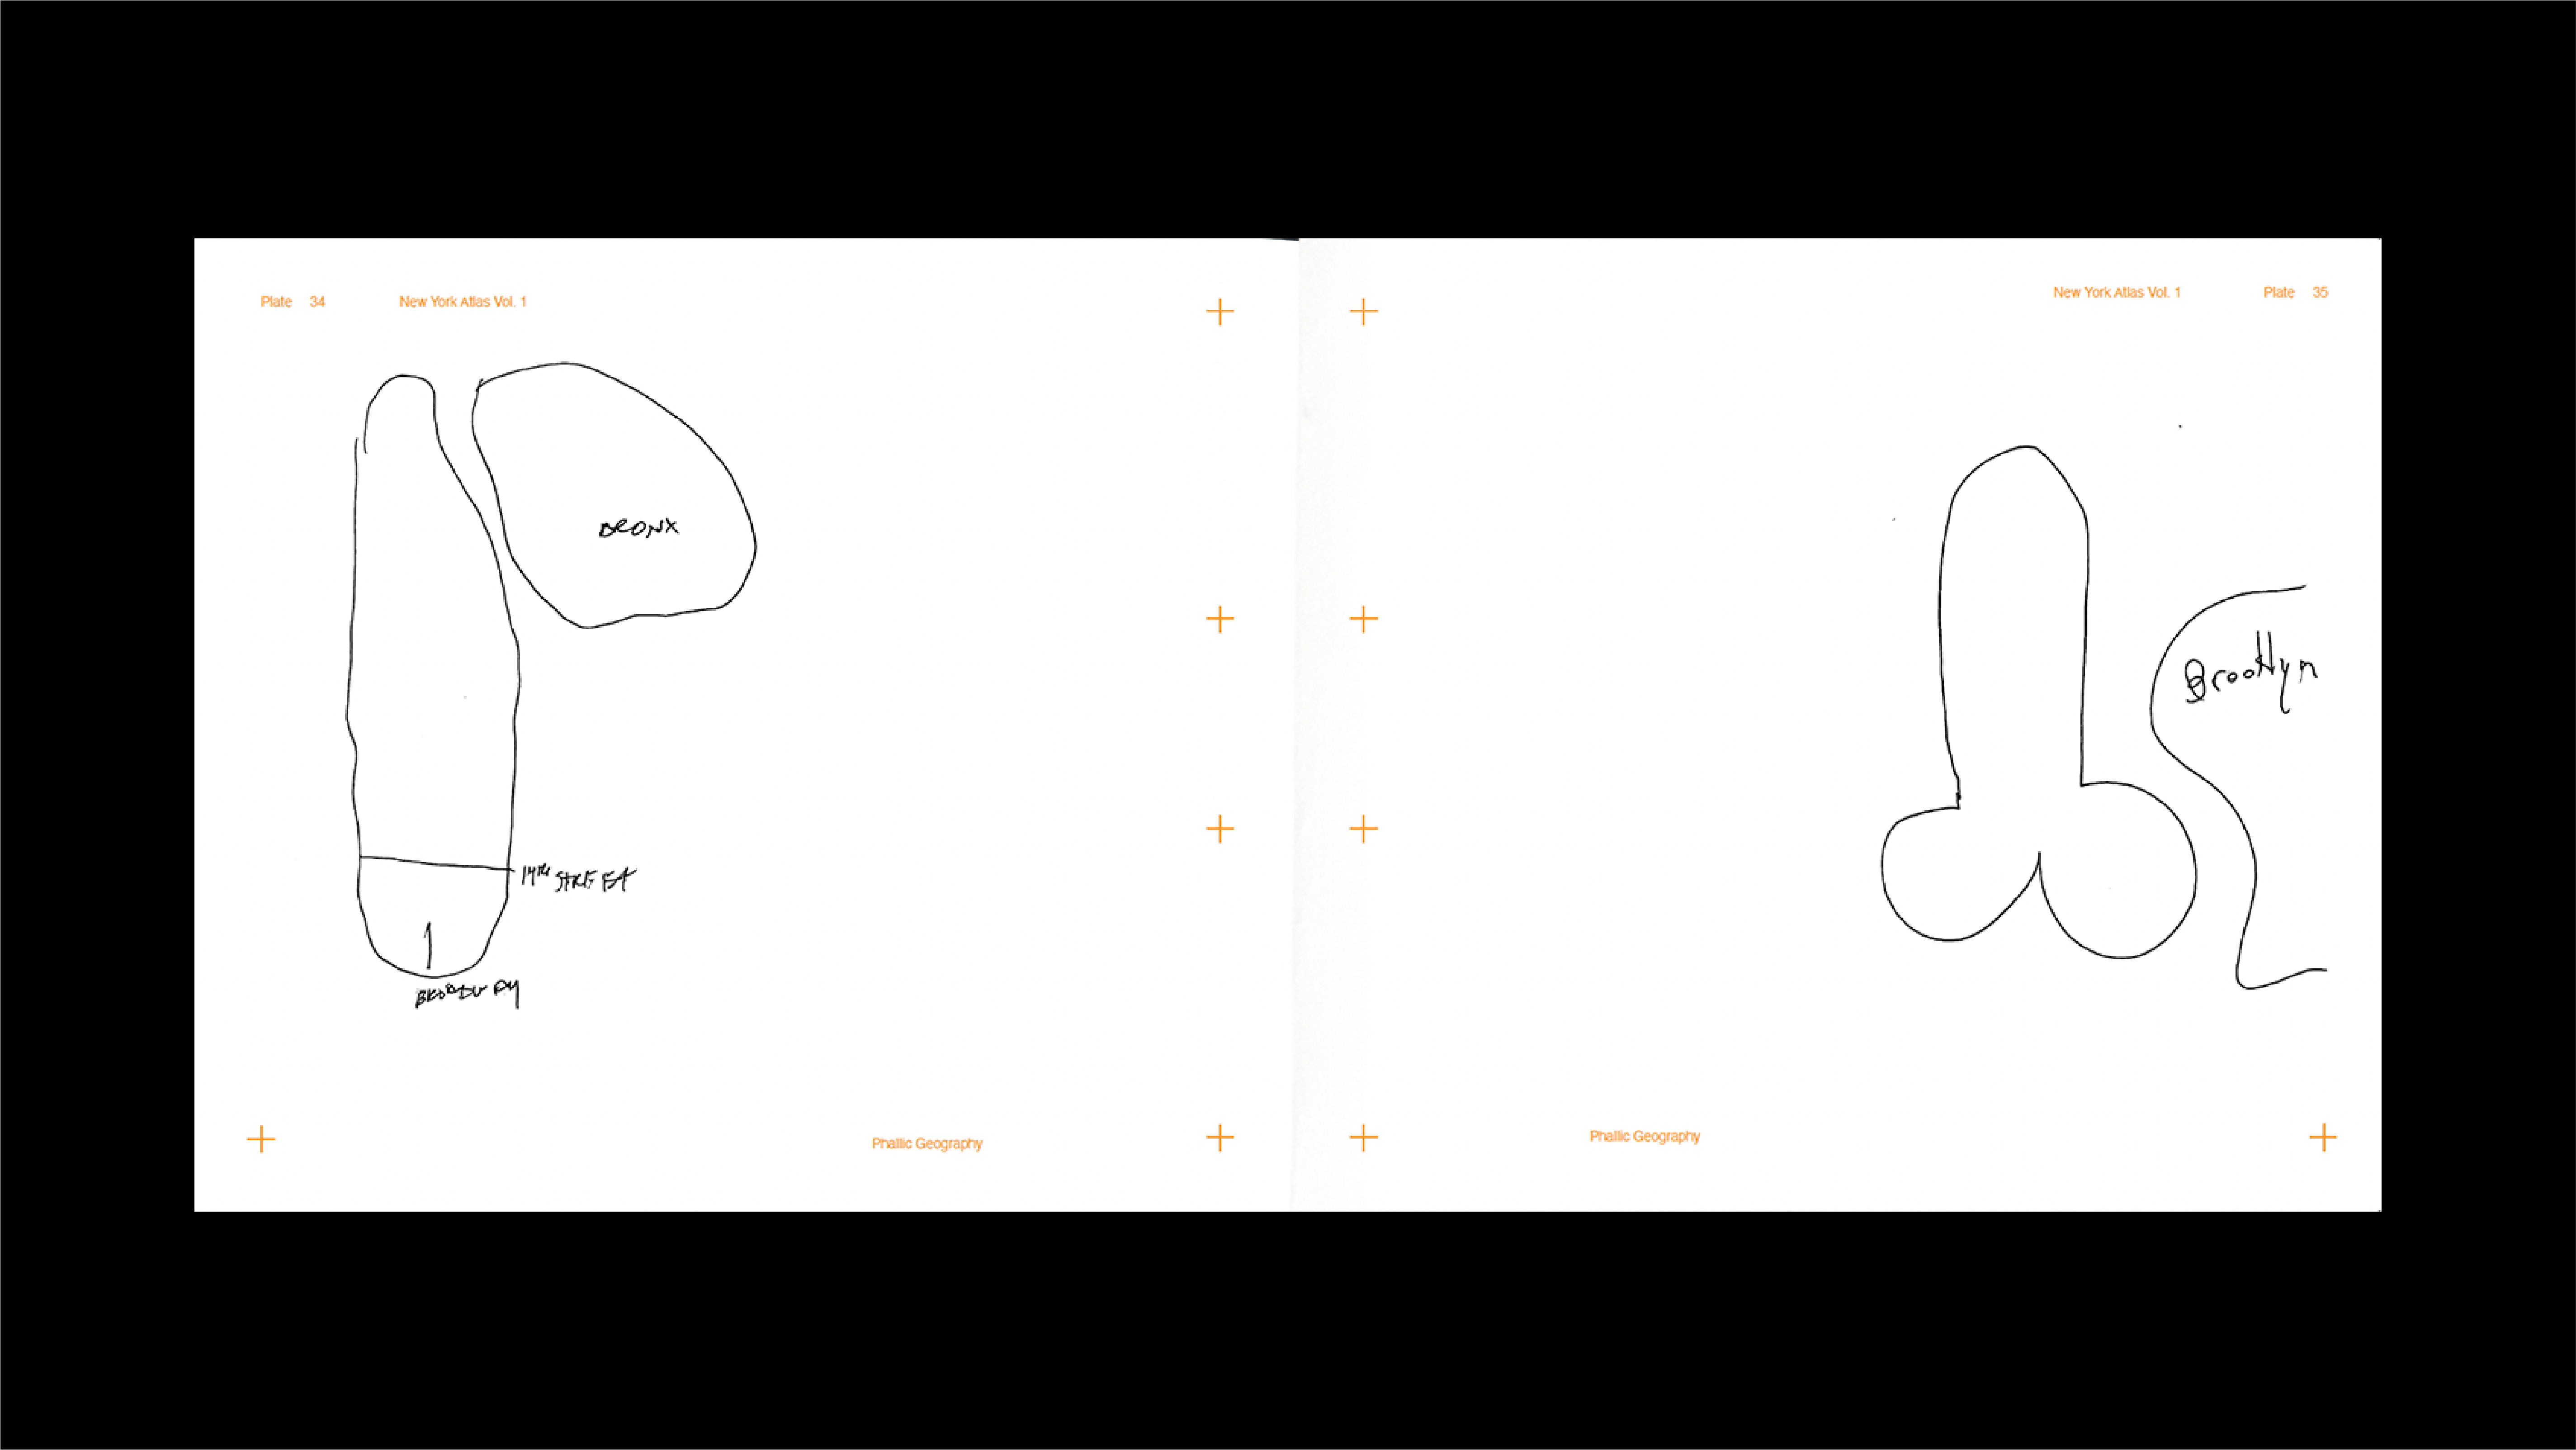 Plate 34 New York Atlas Vol. 1
BRONX
14TH STREET
BROADWAY
Phallic Geography
New York Atlas Vol. 1 Plate 35
Brooklyn
Phallic Geography